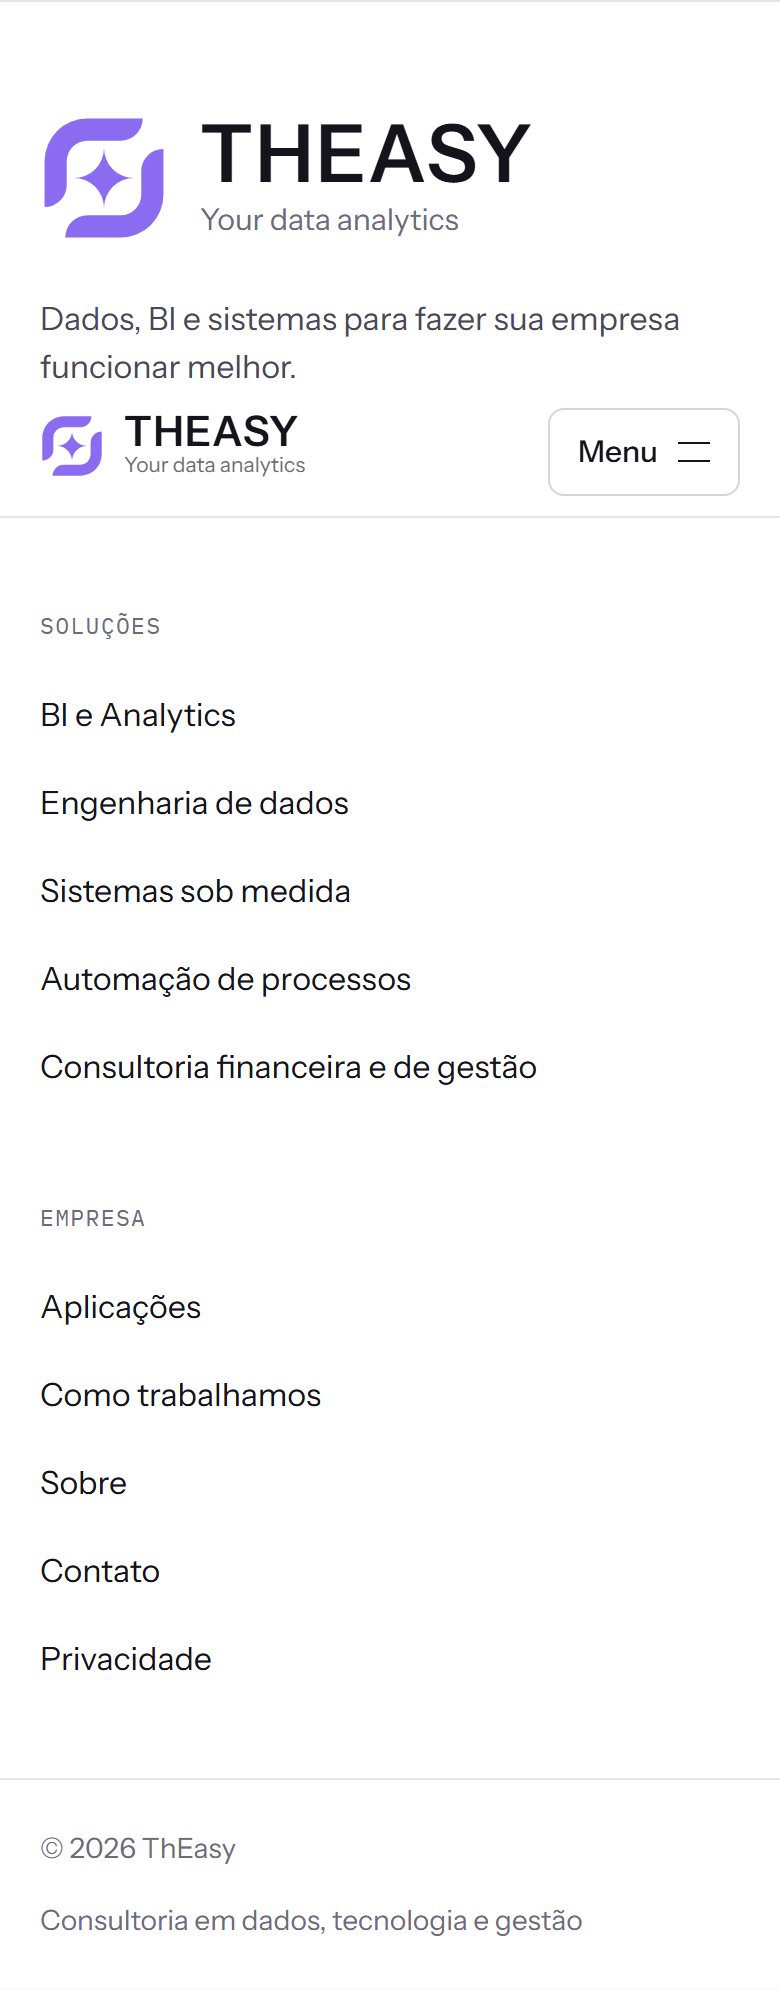 THEASY
Your data analytics
Dados, BI e sistemas para fazer sua empresa
funcionar melhor.
THEASY
Your data analytics
Menu
SOLUÇÕES
BI e Analytics
Engenharia de dados
Sistemas sob medida
Automação de processos
Consultoria financeira e de gestão
EMPRESA
Aplicações
Como trabalhamos
Sobre
Contato
Privacidade
© 2026 ThEasy
Consultoria em dados, tecnologia e gestão